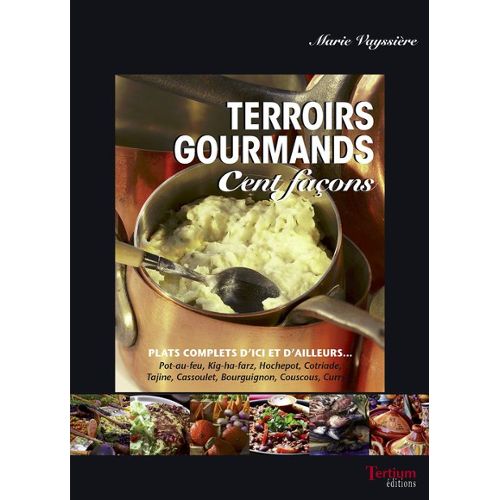 Marie Vayssière
TERROIRS
GOURMANDS
Cent façons
PLATS COMPLETS D'ICI ET D'AILLEURS...
Pot-au-feu, Kig-ha-farz, Hochepot, Cotriade,
Tajine, Cassoulet, Bourguignon, Couscous,
Tertium
éditions